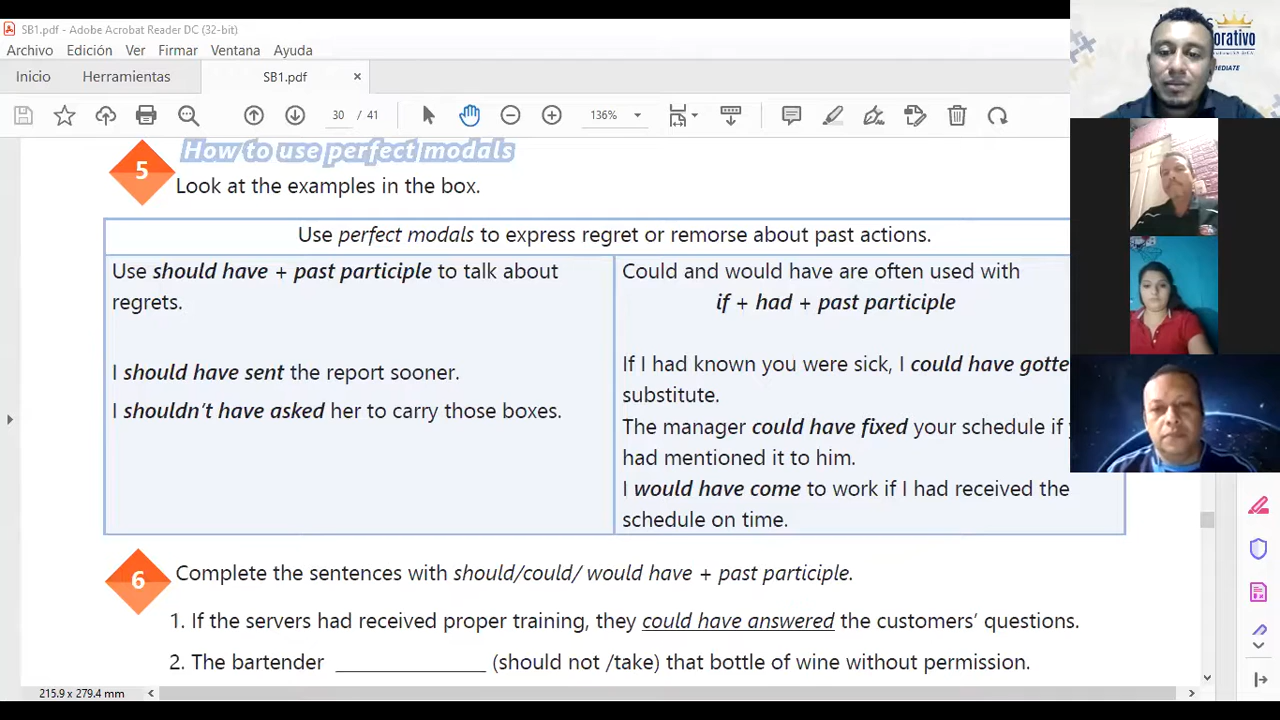 SB1.pdf - Adobe Acrobat Reader DC (32-bit)
Archivo Edición Ver Firmar Ventana Ayuda
Inicio Herramientas SB1.pdf ×
30 / 41 136%
orativo
EDIATE
5 How to use perfect modals
Look at the examples in the box.
Use perfect modals to express regret or remorse about past actions.
Use should have + past participle to talk about
regrets.
I should have sent the report sooner.
I shouldn't have asked her to carry those boxes.
Could and would have are often used with
if + had + past participle
If I had known you were sick, I could have gotte
substitute.
The manager could have fixed your schedule if
had mentioned it to him.
I would have come to work if I had received the
schedule on time.
6 Complete the sentences with should/could/ would have + past participle.
1. If the servers had received proper training, they could have answered the customers' questions.
2. The bartender _______________ (should not /take) that bottle of wine without permission.
215.9 x 279.4 mm